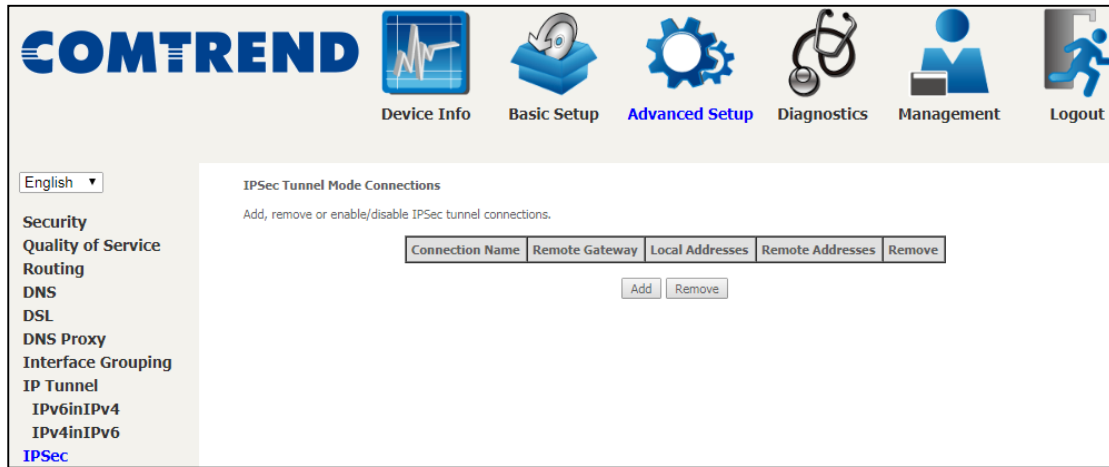 COMTREND
Device Info Basic Setup Advanced Setup Diagnostics Management Logout
English
Security
Quality of Service
Routing
DNS
DSL
DNS Proxy
Interface Grouping
IP Tunnel
IPv6inIPv4
IPv4inIPv6
IPSec
IPSec Tunnel Mode Connections
Add, remove or enable/disable IPSec tunnel connections.
Connection Name Remote Gateway Local Addresses Remote Addresses Remove
Add Remove